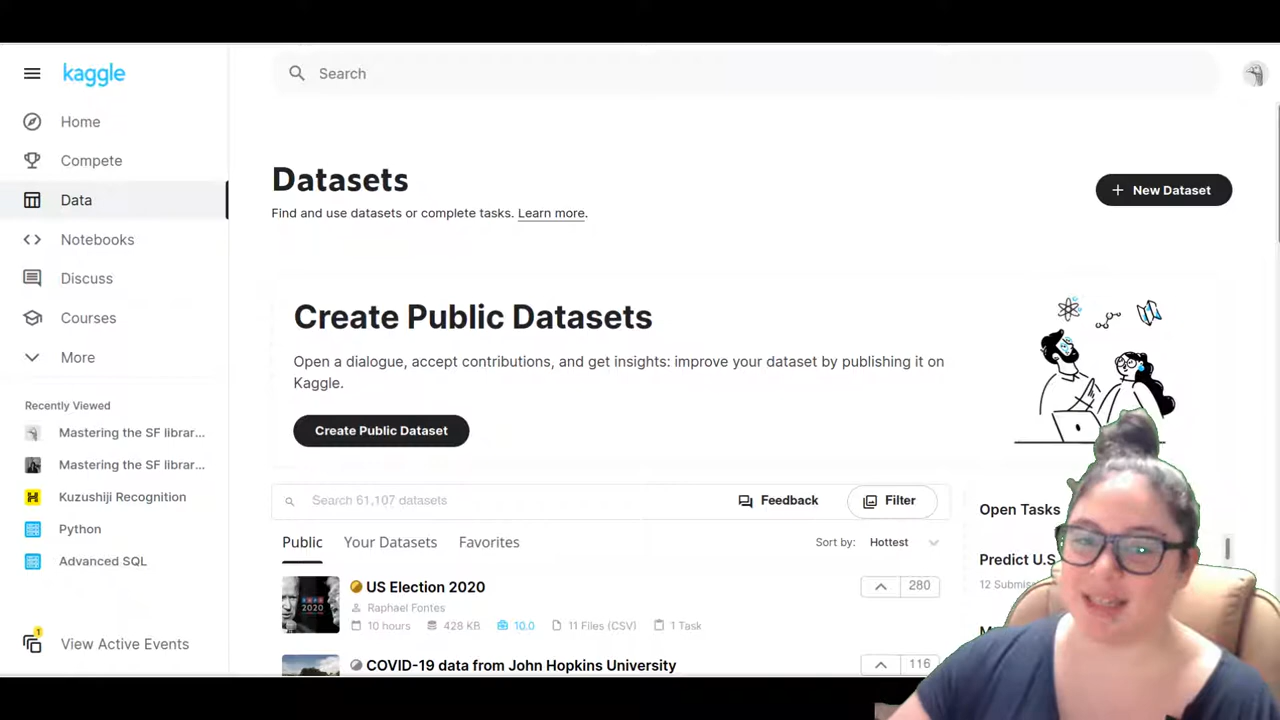 kaggle
Search
Home
Compete
Data
Notebooks
Discuss
Courses
More
Recently Viewed
Mastering the SF librar...
Mastering the SF librar...
Kuzushiji Recognition
Python
Advanced SQL
1
View Active Events
Datasets
New Dataset
Find and use datasets or complete tasks. Learn more.
Create Public Datasets
Open a dialogue, accept contributions, and get insights: improve your dataset by publishing it on
Kaggle.
Create Public Dataset
Search 61,107 datasets
Feedback
Filter
Public Your Datasets Favorites
Sort by: Hottest
US Election 2020
Raphael Fontes
10 hours 428 KB 10.0 11 Files (CSV) 1 Task
280
COVID-19 data from John Hopkins University
116
Open Tasks
Predict U.S
12 Submis